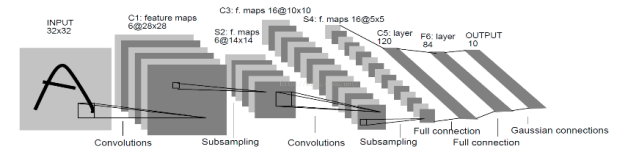 INPUT
32x32
C1: feature maps
6@28x28
C3: f. maps 16@10x10
S2: f. maps
6@14x14
S4: f. maps 16@5x5
C5: layer
120
F6: layer
84
OUTPUT
10
Convolutions
Subsampling
Convolutions
Subsampling
Full connection
Full connection
Gaussian connections